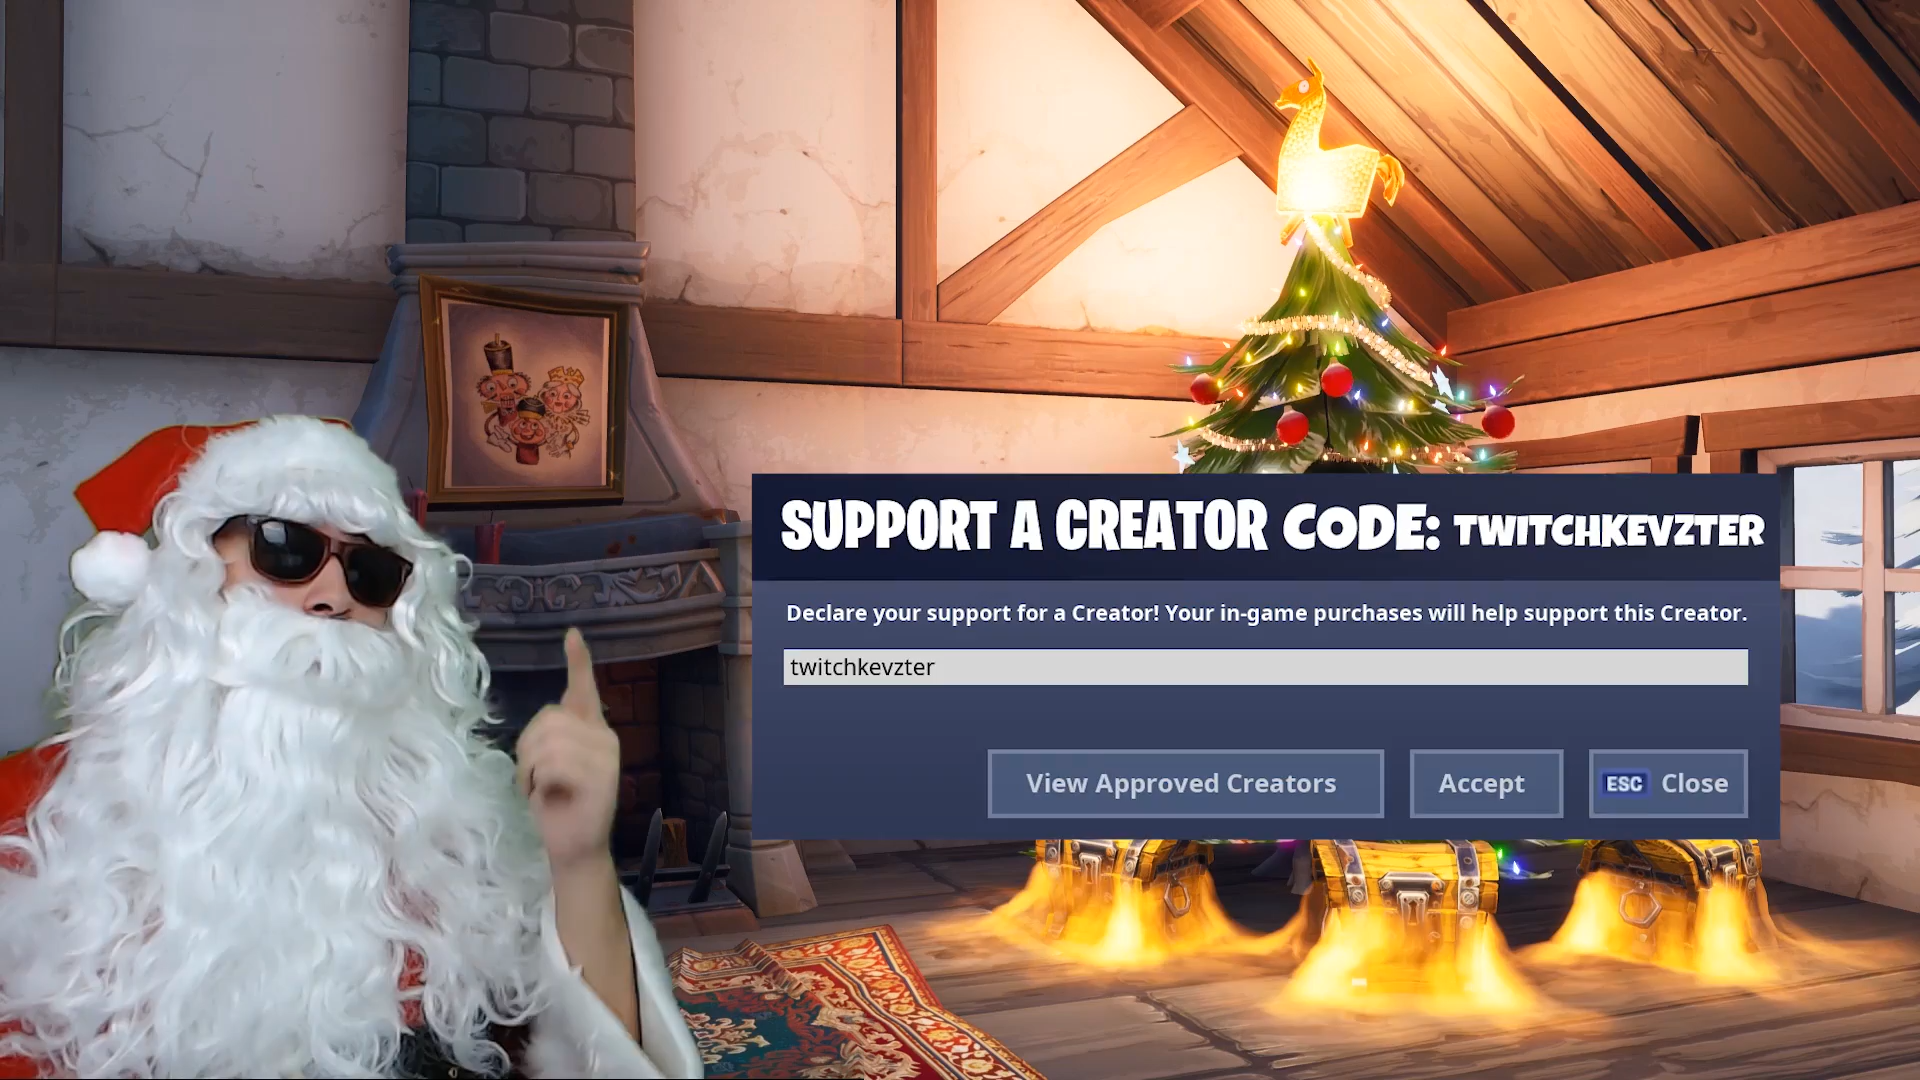 SUPPORT A CREATOR CODE: TWITCHKEVZTER
Declare your support for a Creator! Your in-game purchases will help support this Creator.
twitchkevzter
View Approved Creators
Accept
ESC Close